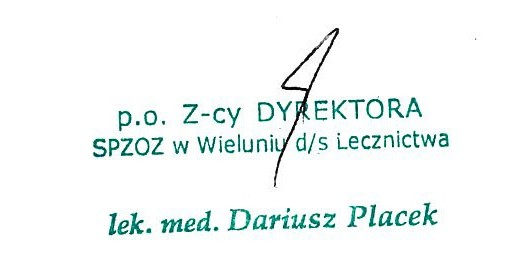 p.o. Z-cy DYREKTORA
SPZOZ w Wieluniu d/s Lecznictwa
lek. med. Dariusz Placek